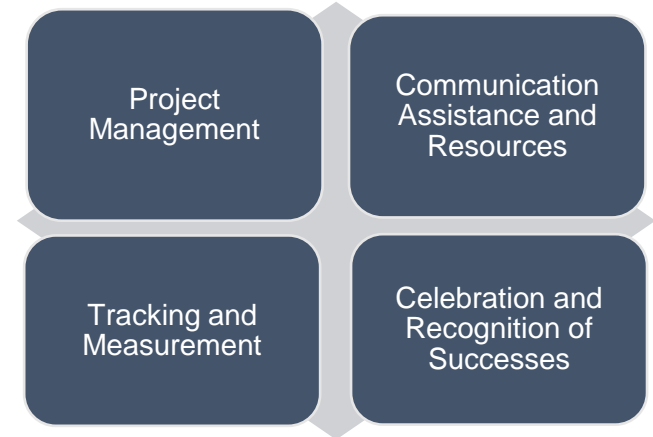 Project
Management
Communication
Assistance and
Resources
Tracking and
Measurement
Celebration and
Recognition of
Successes